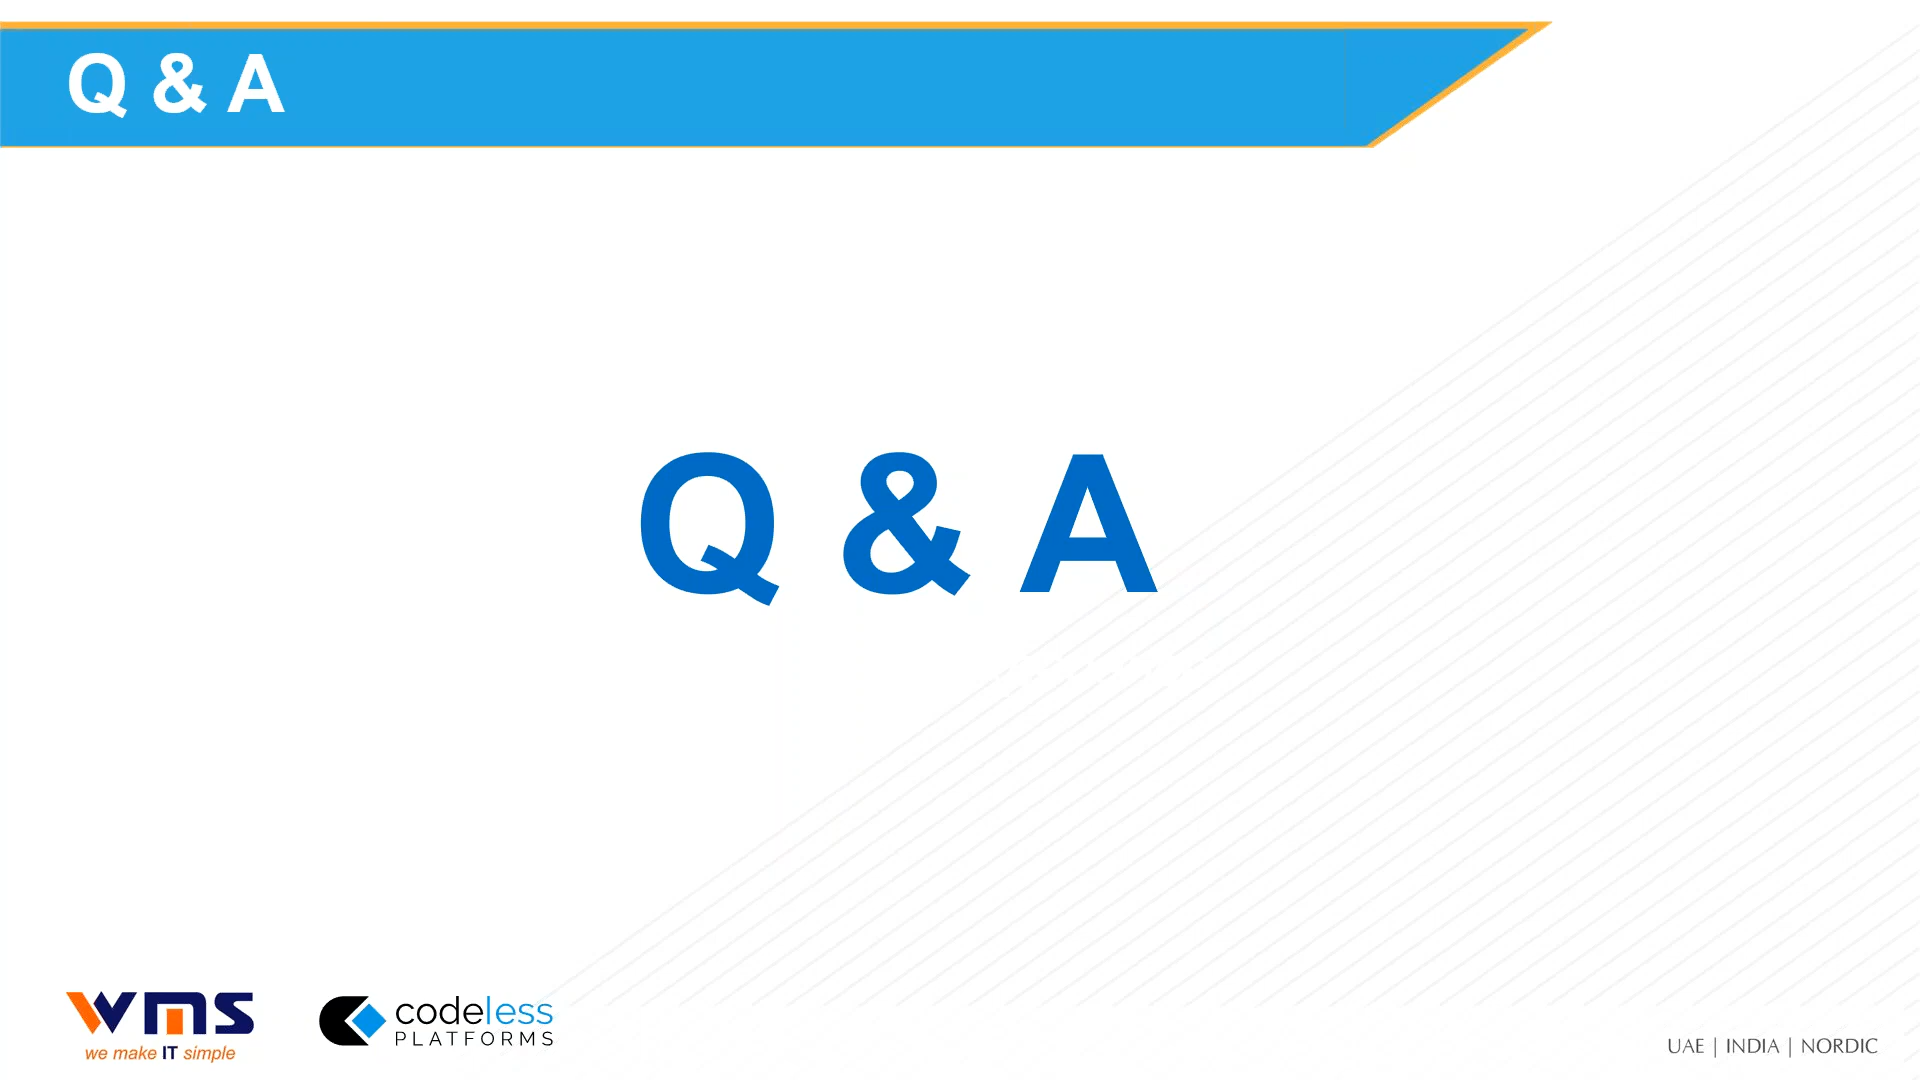 Q & A
Q & A
wms
we make IT simple
codeless
PLATFORMS
UAE | INDIA | NORDIC